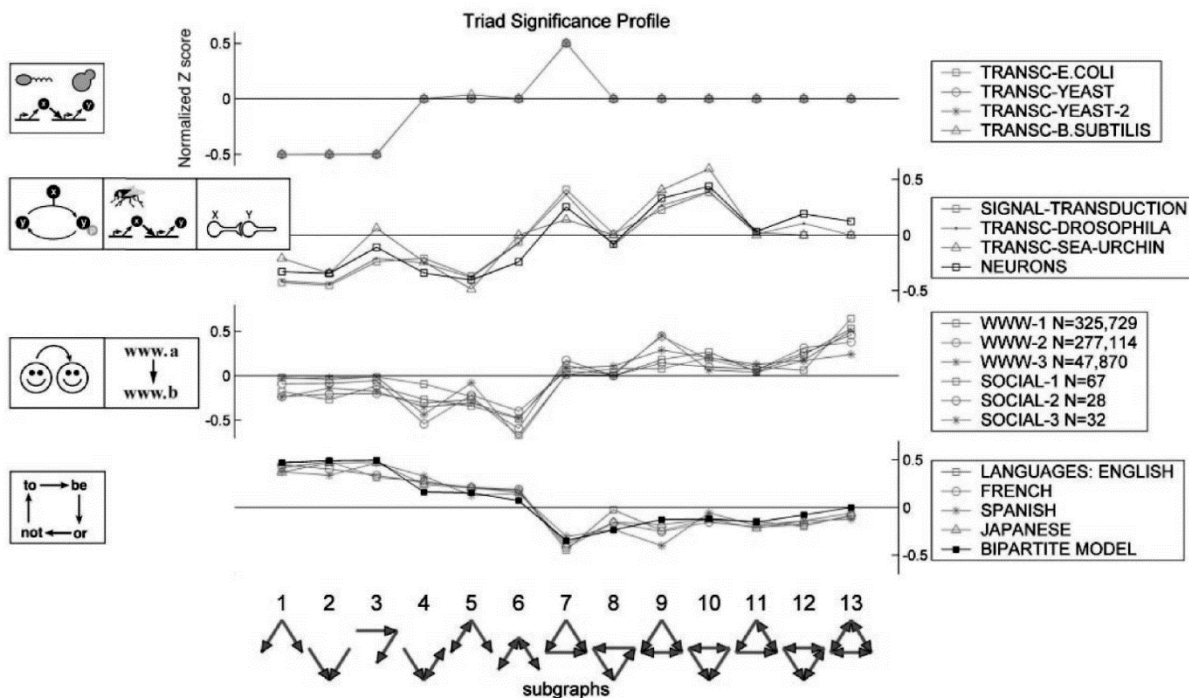 Triad Significance Profile
Normalized Z score
0.5
0
-0.5
x
y
TRANSC-E.COLI
TRANSC-YEAST
TRANSC-YEAST-2
TRANSC-B.SUBTILIS
x
y
y
x
y
X Y
0.5
0
-0.5
SIGNAL-TRANSDUCTION
TRANSC-DROSOPHILA
TRANSC-SEA-URCHIN
NEURONS
www.a
www.b
0.5
0
-0.5
WWW-1 N=325,729
WWW-2 N=277,114
WWW-3 N=47,870
SOCIAL-1 N=67
SOCIAL-2 N=28
SOCIAL-3 N=32
to be
not or
0.5
0
-0.5
LANGUAGES: ENGLISH
FRENCH
SPANISH
JAPANESE
BIPARTITE MODEL
1 2 3 4 5 6 7 8 9 10 11 12 13
subgraphs